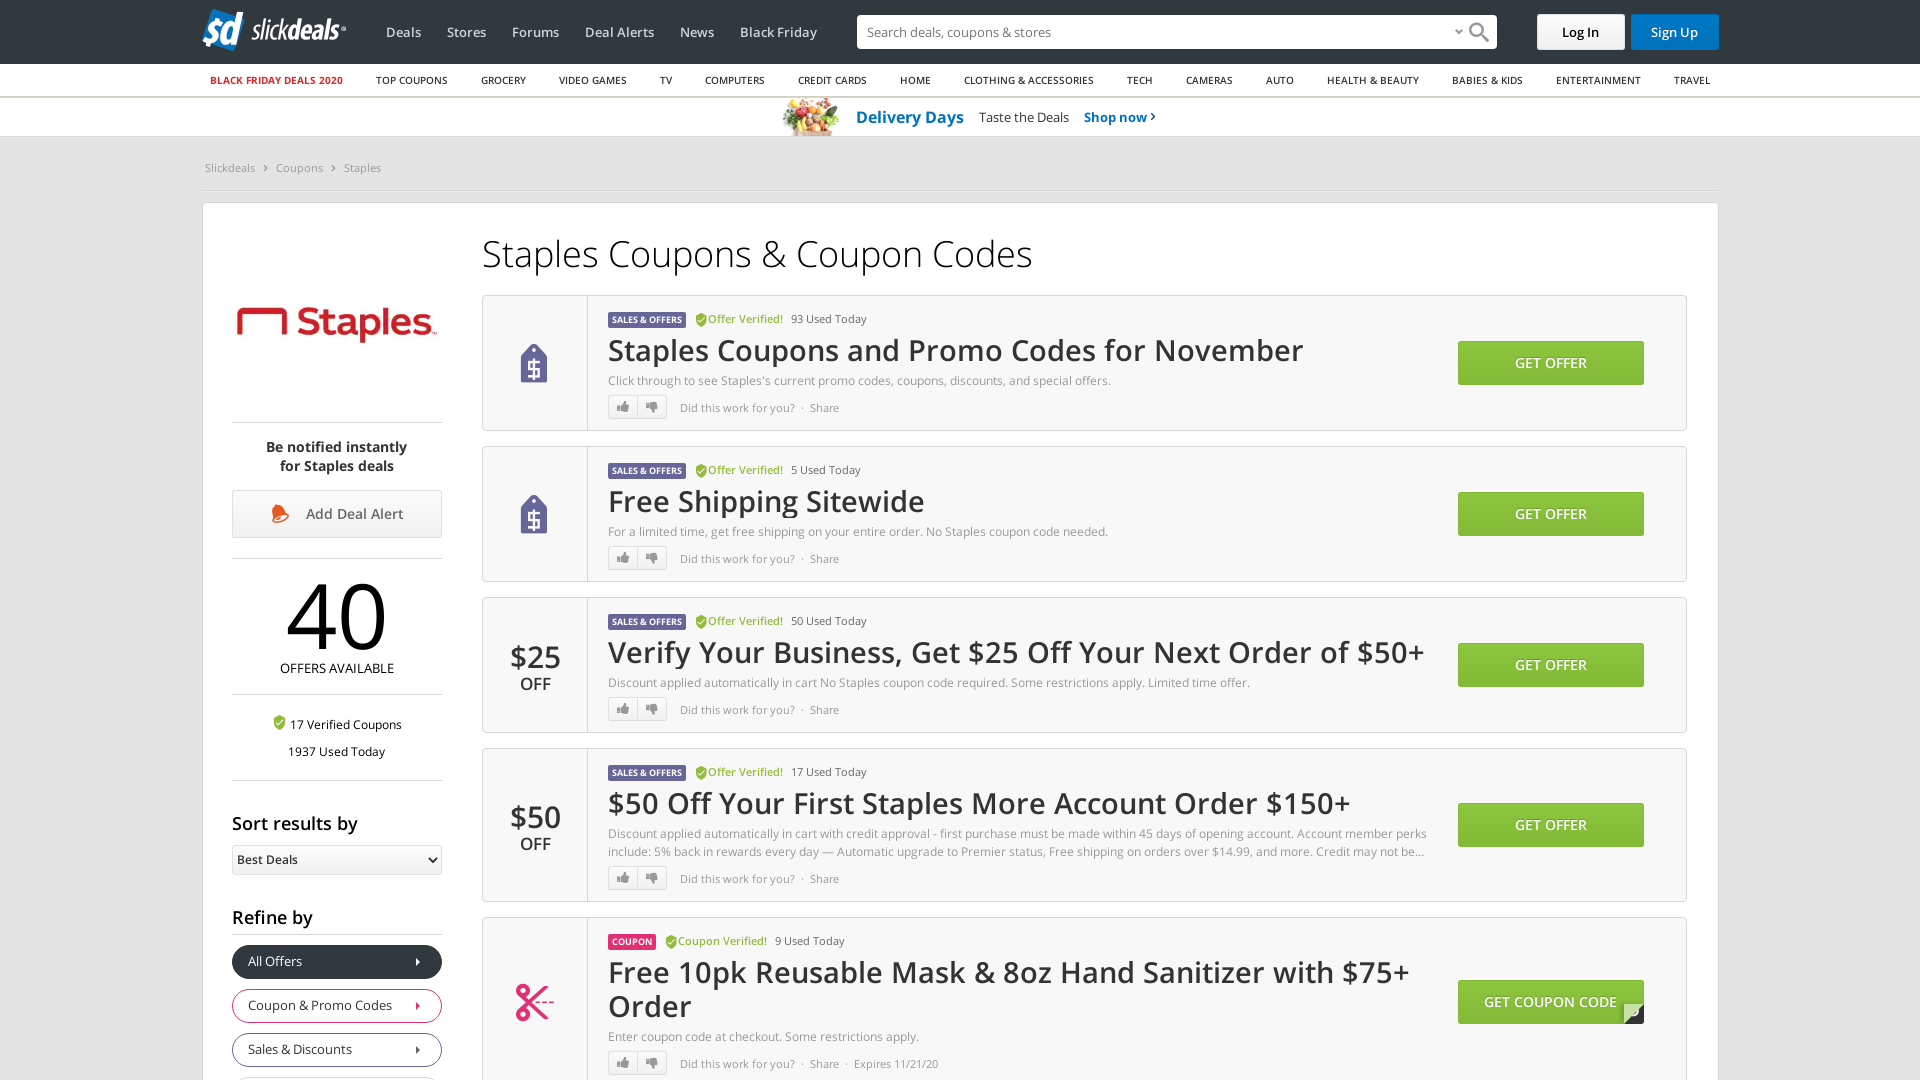 sd slickdeals
Deals Stores Forums Deal Alerts News Black Friday
Search deals, coupons & stores
Log In Sign Up
BLACK FRIDAY DEALS 2020 TOP COUPONS GROCERY VIDEO GAMES TV COMPUTERS CREDIT CARDS HOME CLOTHING & ACCESSORIES TECH CAMERAS AUTO HEALTH & BEAUTY BABIES & KIDS ENTERTAINMENT TRAVEL
Delivery Days Taste the Deals Shop now
Slickdeals Coupons Staples
Staples
Be notified instantly
for Staples deals
Add Deal Alert
40
OFFERS AVAILABLE
17 Verified Coupons
1937 Used Today
Sort results by
Best Deals
Refine by
All Offers
Coupon & Promo Codes
Sales & Discounts
Staples Coupons & Coupon Codes
SALES & OFFERS Offer Verified! 93 Used Today
Staples Coupons and Promo Codes for November
Click through to see Staples's current promo codes, coupons, discounts, and special offers.
Did this work for you? · Share
GET OFFER
SALES & OFFERS Offer Verified! 5 Used Today
Free Shipping Sitewide
For a limited time, get free shipping on your entire order. No Staples coupon code needed.
Did this work for you? · Share
GET OFFER
$25
OFF
SALES & OFFERS Offer Verified! 50 Used Today
Verify Your Business, Get $25 Off Your Next Order of $50+
Discount applied automatically in cart No Staples coupon code required. Some restrictions apply. Limited time offer.
Did this work for you? · Share
GET OFFER
$50
OFF
SALES & OFFERS Offer Verified! 17 Used Today
$50 Off Your First Staples More Account Order $150+
Discount applied automatically in cart with credit approval - first purchase must be made within 45 days of opening account. Account member perks
include: 5% back in rewards every day — Automatic upgrade to Premier status, Free shipping on orders over $14.99, and more. Credit may not be...
Did this work for you? · Share
GET OFFER
COUPON Coupon Verified! 9 Used Today
Free 10pk Reusable Mask & 8oz Hand Sanitizer with $75+
Order
Enter coupon code at checkout. Some restrictions apply.
Did this work for you? · Share · Expires 11/21/20
GET COUPON CODE